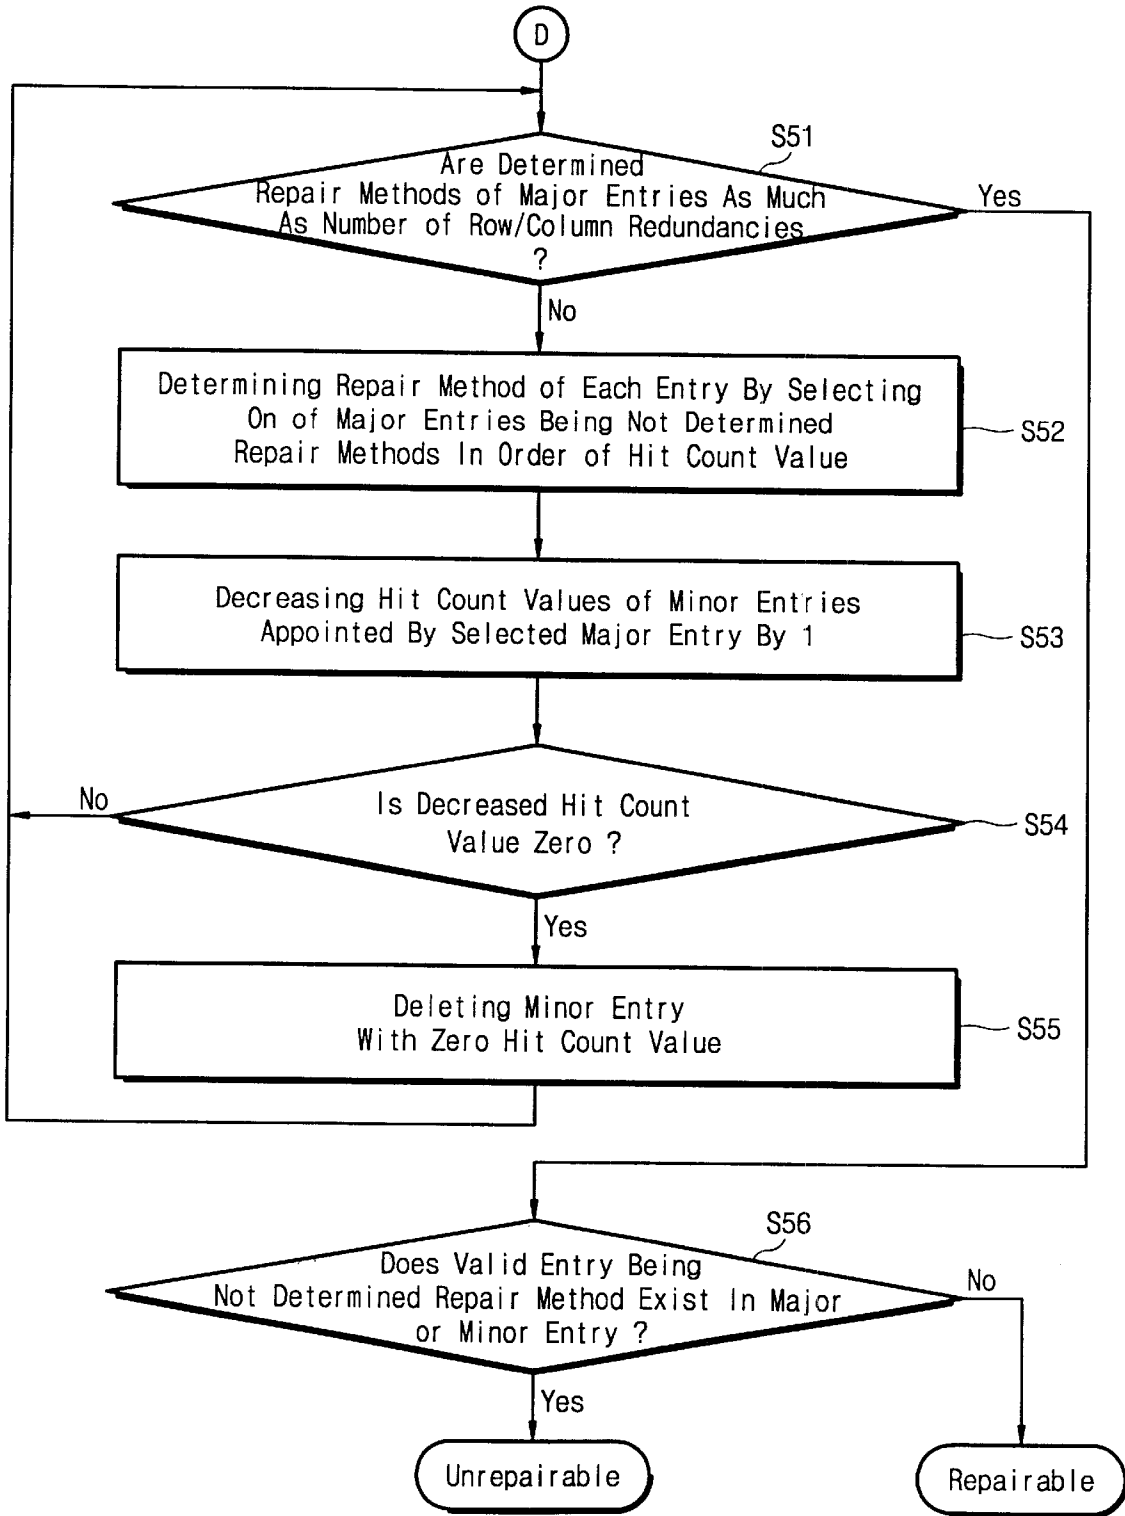 D
S51
Are Determined
Repair Methods of Major Entries As Much
As Number of Row/Column Redundancies
?
Yes
No
Determining Repair Method of Each Entry By Selecting
On of Major Entries Being Not Determined
Repair Methods In Order of Hit Count Value
S52
Decreasing Hit Count Values of Minor Entries
Appointed By Selected Major Entry By 1
S53
No
Is Decreased Hit Count
Value Zero ?
S54
Yes
Deleting Minor Entry
With Zero Hit Count Value
S55
S56
Does Valid Entry Being
Not Determined Repair Method Exist In Major
or Minor Entry ?
No
Yes
Unrepairable
Repairable